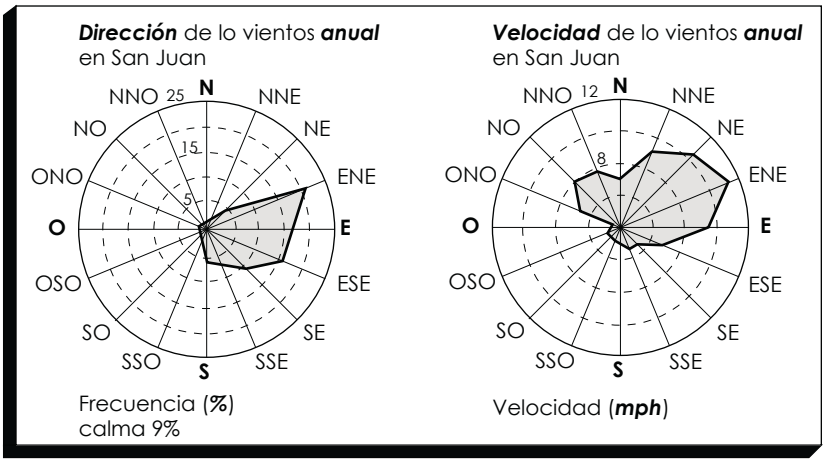 Dirección de lo vientos anual
en San Juan
N
NNO 25
NNE
NO
NE
15
ONO
ENE
5
O
E
OSO
ESE
SO
SE
SSO
SSE
S
Frecuencia (%)
calma 9%
Velocidad de lo vientos anual
en San Juan
N
NNO 12
NNE
NO
NE
8
ONO
ENE
O
E
OSO
ESE
SO
SE
SSO
SSE
S
Velocidad (mph)